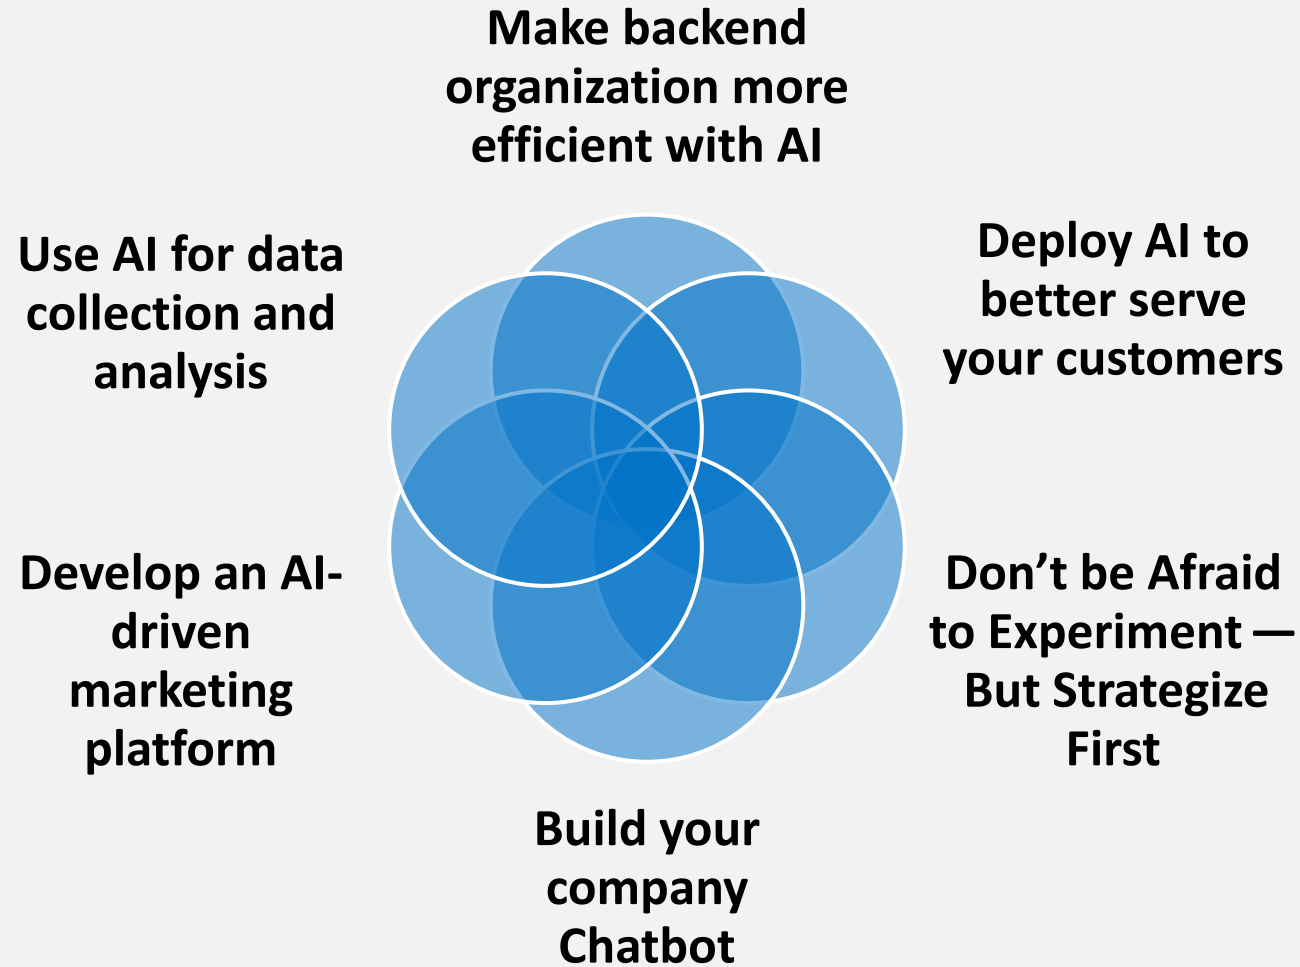 Make backend
organization more
efficient with AI
Deploy AI to
better serve
your customers
Don’t be Afraid
to Experiment —
But Strategize
First
Build your
company
Chatbot
Develop an AI-
driven
marketing
platform
Use AI for data
collection and
analysis